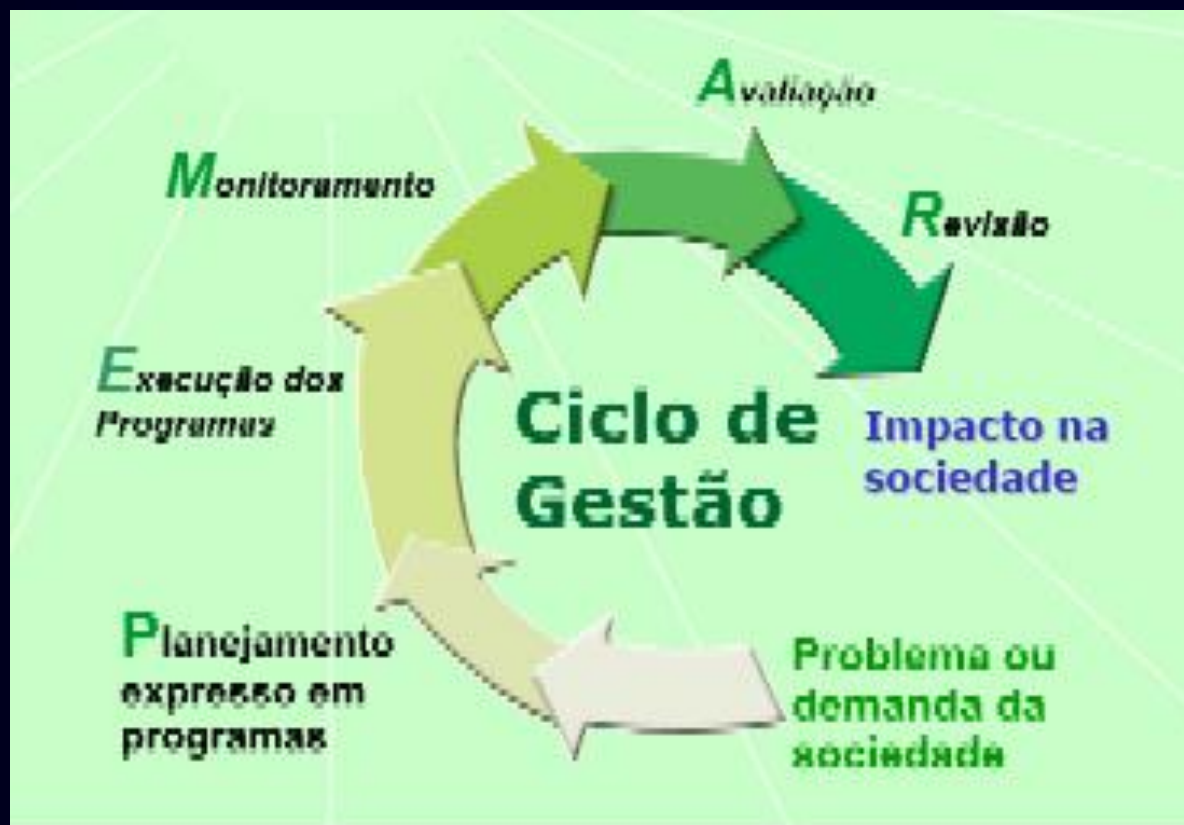 Avaliação
Monitoramento
Revisão
Execução dos
Programas
Ciclo de
Gestão
Impacto na
sociedade
Planejamento
expresso em
programas
Problema ou
demanda da
sociedade